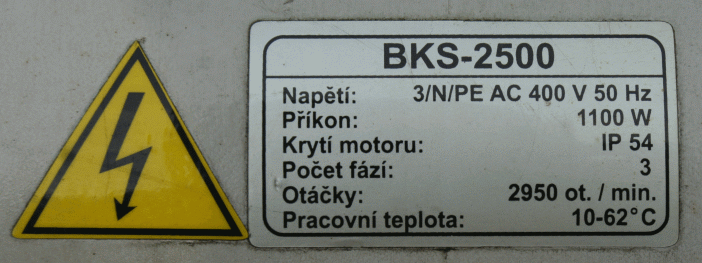 BKS-2500
Napětí: 3/N/PE AC 400 V 50 Hz
Příkon: 1100 W
Krytí motoru: IP 54
Počet fází: 3
Otáčky: 2950 ot. / min.
Pracovní teplota: 10-62°C